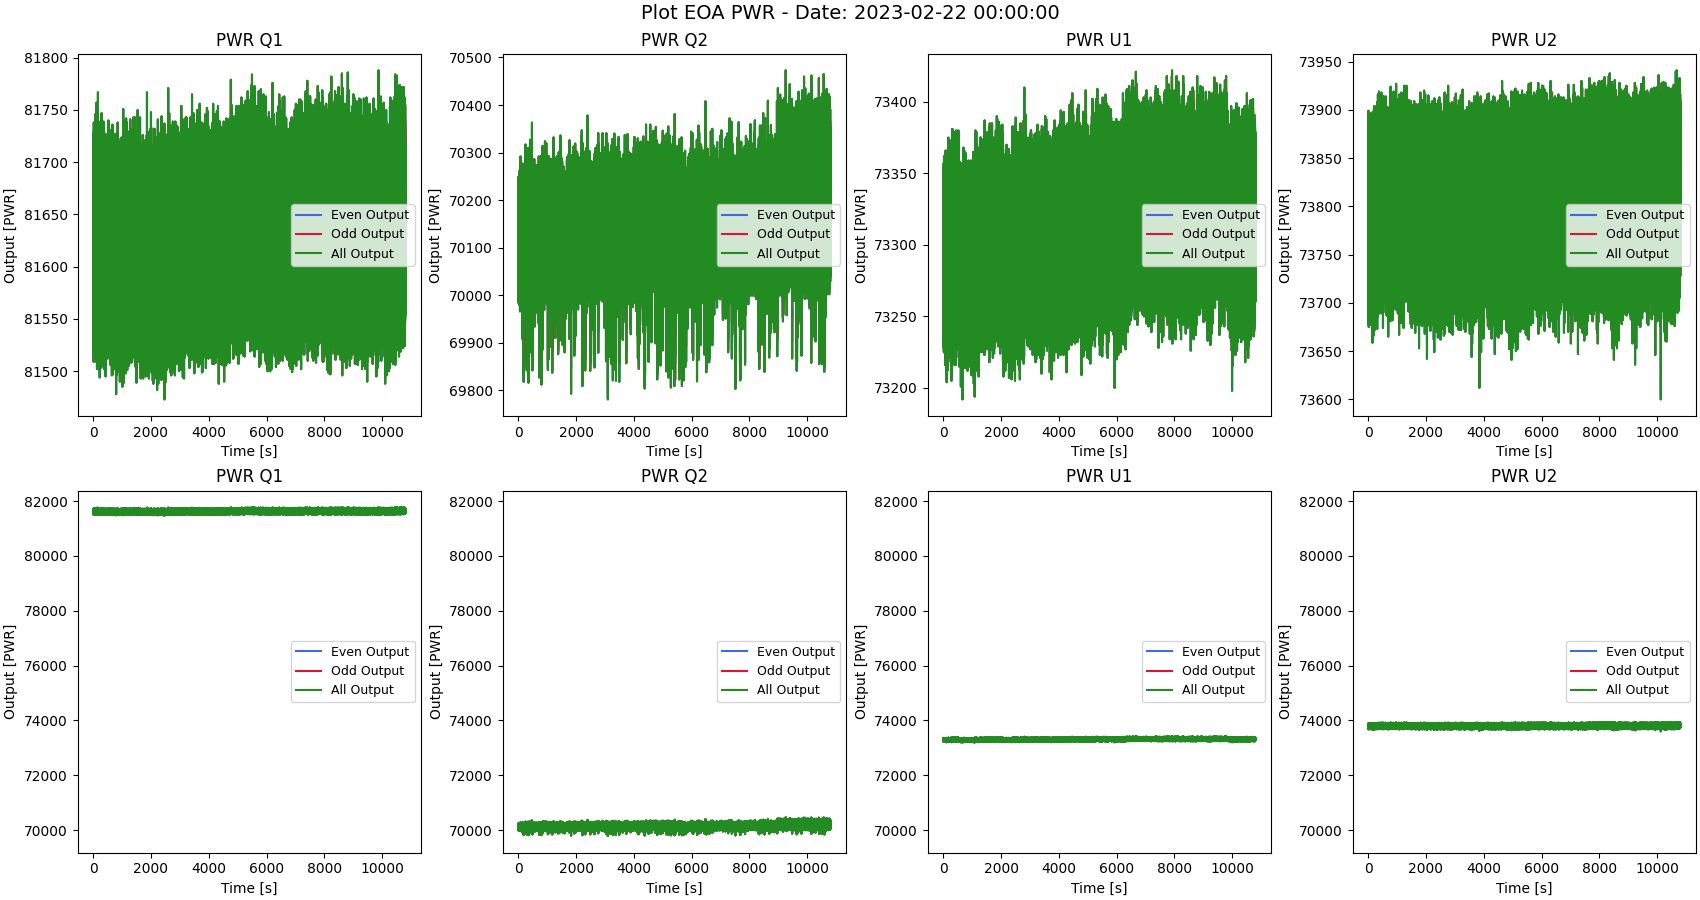 Plot EOA PWR - Date: 2023-02-22 00:00:00
PWR Q1
Output [PWR]
81800
81750
81700
81650
81600
81550
81500
Even Output
Odd Output
All Output
0 2000 4000 6000 8000 10000
Time [s]
PWR Q2
Output [PWR]
70500
70400
70300
70200
70100
70000
69900
69800
Even Output
Odd Output
All Output
0 2000 4000 6000 8000 10000
Time [s]
PWR U1
Output [PWR]
73400
73350
73300
73250
73200
Even Output
Odd Output
All Output
0 2000 4000 6000 8000 10000
Time [s]
PWR U2
Output [PWR]
73950
73900
73850
73800
73750
73700
73650
73600
Even Output
Odd Output
All Output
0 2000 4000 6000 8000 10000
Time [s]
PWR Q1
Output [PWR]
82000
80000
78000
76000
74000
72000
70000
Even Output
Odd Output
All Output
0 2000 4000 6000 8000 10000
Time [s]
PWR Q2
Output [PWR]
82000
80000
78000
76000
74000
72000
70000
Even Output
Odd Output
All Output
0 2000 4000 6000 8000 10000
Time [s]
PWR U1
Output [PWR]
82000
80000
78000
76000
74000
72000
70000
Even Output
Odd Output
All Output
0 2000 4000 6000 8000 10000
Time [s]
PWR U2
Output [PWR]
82000
80000
78000
76000
74000
72000
70000
Even Output
Odd Output
All Output
0 2000 4000 6000 8000 10000
Time [s]